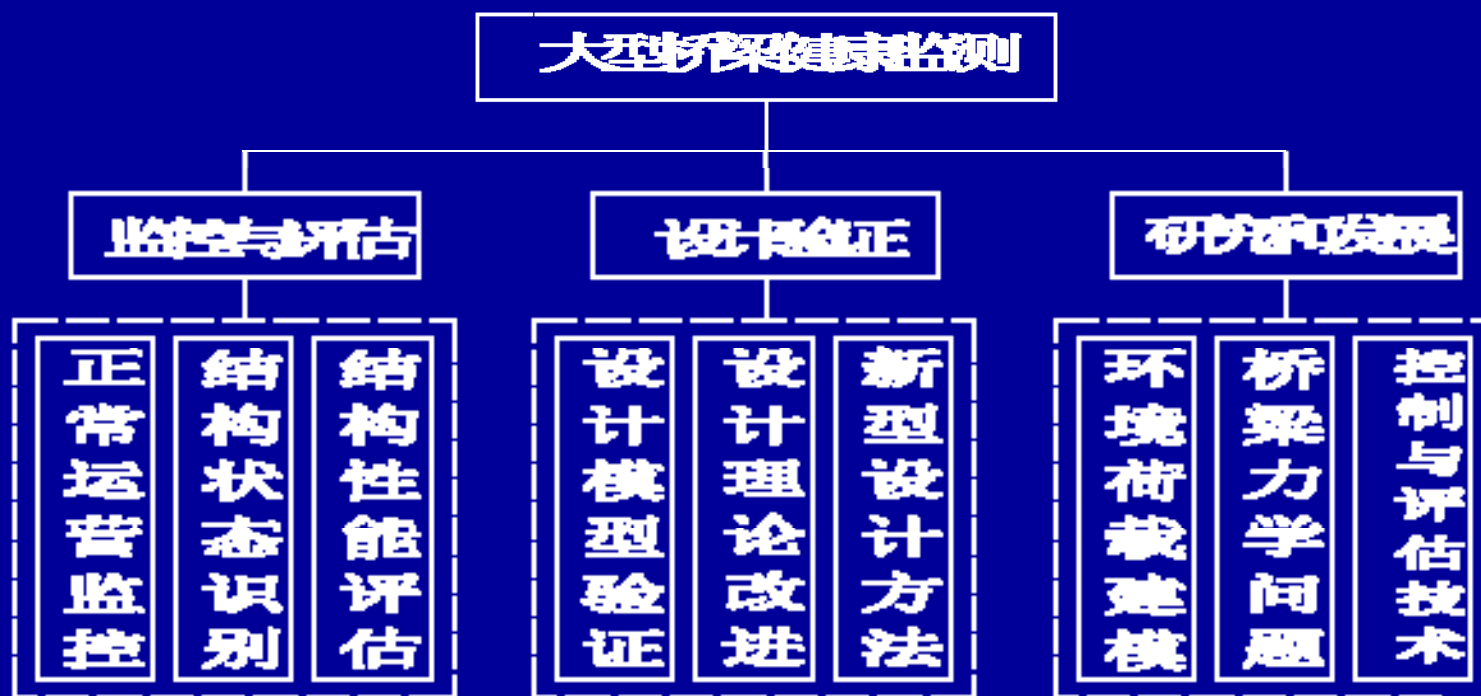 大型桥梁健康监测
监控与评估
设计验证
研究和发展
正常运营监控
结构状态识别
结构性能评估
设计模型验证
设计理论改进
新型设计方法
环境荷载建模
桥梁力学问题
控制与评估技术